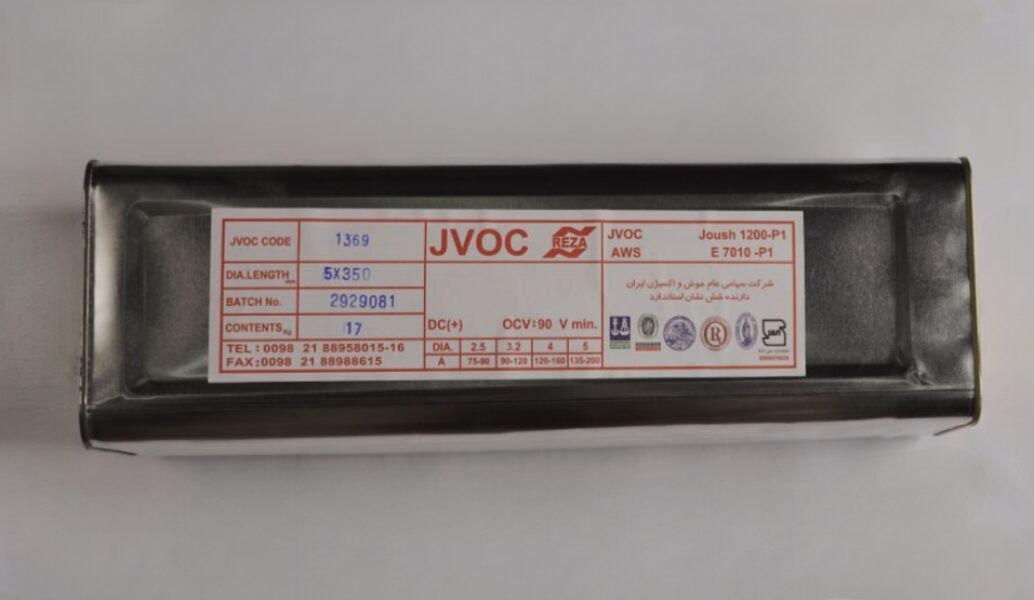 JVOC CODE 1369
DIA.LENGTH mm 5X350
BATCH No. 2929081
CONTENTS Kg 17
TEL : 0098 21 88958015-16
FAX:0098 21 88988615
JVOC REZA
DC(+) OCV:90 V min.
DIA. 2.5 3.2 4 5
A 75-90 90-120 120-160 135-200
JVOC Joush 1200-P1
AWS E 7010 -P1
شرکت سهامی عام جوش و اکسیژن ایران
دارنده شش نشان استاندارد
R